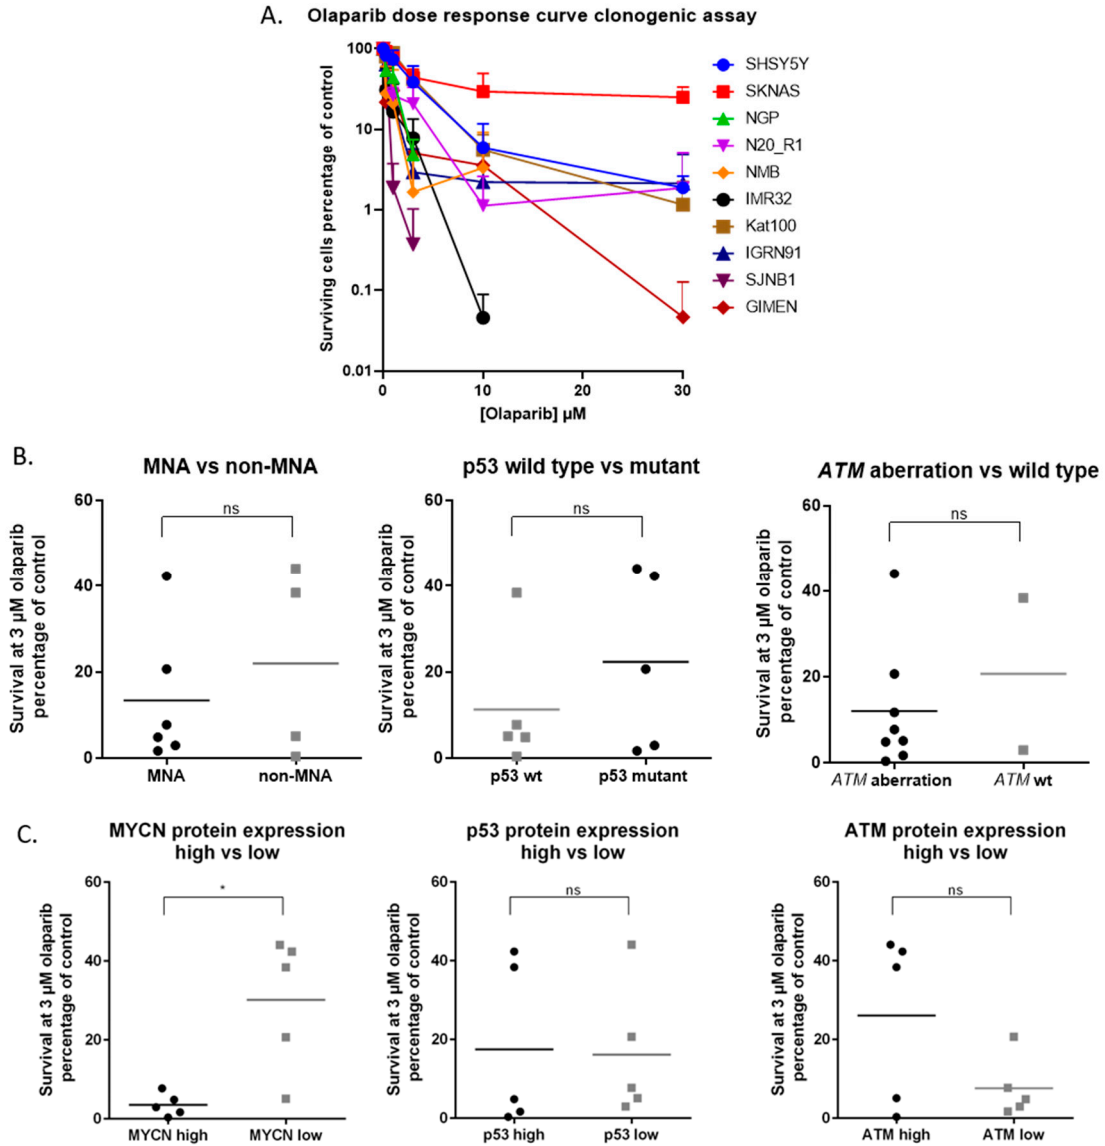 A. Olaparib dose response curve clonogenic assay
Surviving cells percentage of control
100
10
1
0.1
0.01
0 10 20 30
[Olaparib] µM
SHSY5Y
SKNAS
NGP
N20_R1
NMB
IMR32
Kat100
IGRN91
SJNB1
GIMEN
B.
MNA vs non-MNA
Survival at 3 µM olaparib
percentage of control
60
40
20
0
ns
MNA non-MNA
p53 wild type vs mutant
Survival at 3 µM olaparib
percentage of control
60
40
20
0
ns
p53 wt p53 mutant
ATM aberration vs wild type
Survival at 3 µM olaparib
percentage of control
60
40
20
0
ns
ATM aberration ATM wt
C.
MYCN protein expression
high vs low
Survival at 3 µM olaparib
percentage of control
60
40
20
0
*
MYCN high MYCN low
p53 protein expression
high vs low
Survival at 3 µM olaparib
percentage of control
60
40
20
0
ns
p53 high p53 low
ATM protein expression
high vs low
Survival at 3 µM olaparib
percentage of control
60
40
20
0
ns
ATM high ATM low